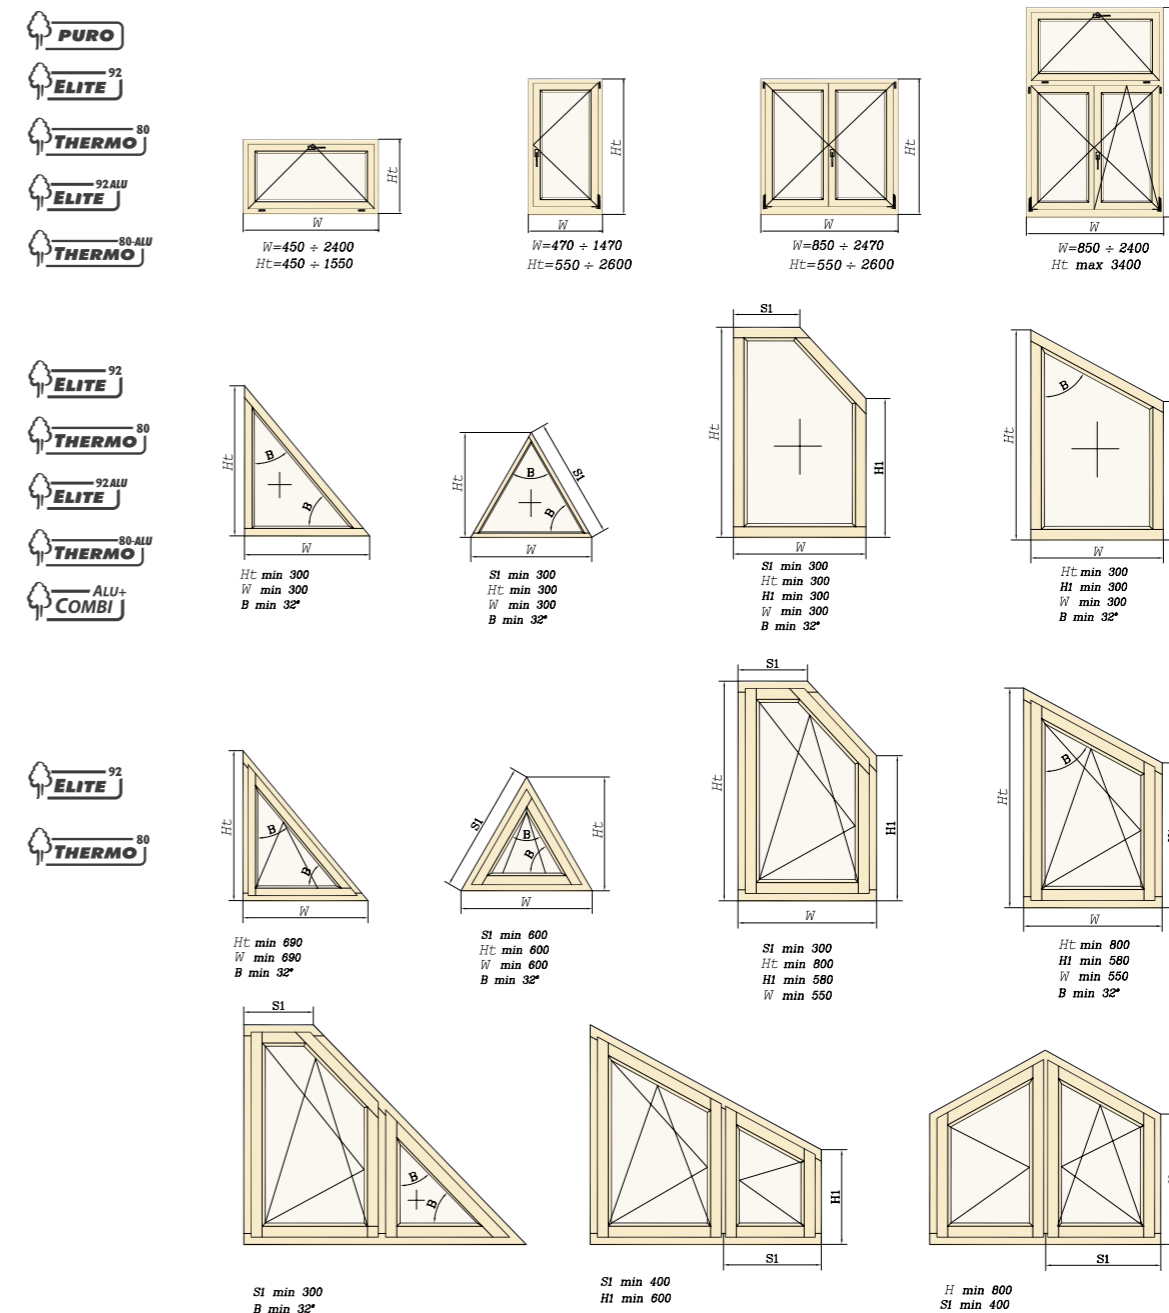 PURO
ELITE 92
THERMO 80
ELITE 92 ALU
THERMO 80-ALU
Ht
W
W=450 ÷ 2400
Ht=450 ÷ 1550
Ht
W
W=470 ÷ 1470
Ht=550 ÷ 2600
Ht
W
W=850 ÷ 2470
Ht=550 ÷ 2600
W
W=850 ÷ 2400
Ht max 3400
ELITE 92
THERMO 80
ELITE 92 ALU
THERMO 80-ALU
COMBI ALU+
Ht
B
B
W
Ht min 300
W min 300
B min 32°
Ht
B
B
S1
W
S1 min 300
Ht min 300
W min 300
B min 32°
S1
Ht
H1
W
S1 min 300
Ht min 300
H1 min 300
W min 300
B min 32°
Ht
B
W
Ht min 300
H1 min 300
W min 300
B min 32°
ELITE 92
THERMO 80
Ht
B
B
W
Ht min 690
W min 690
B min 32°
S1
B
B
Ht
W
S1 min 600
Ht min 600
W min 600
B min 32°
S1
Ht
H1
W
S1 min 300
Ht min 800
H1 min 580
W min 550
Ht
B
W
Ht min 800
H1 min 580
W min 550
B min 32°
S1
B
B
S1 min 300
B min 32°
H1
S1
S1 min 400
H1 min 600
S1
H min 800
S1 min 400